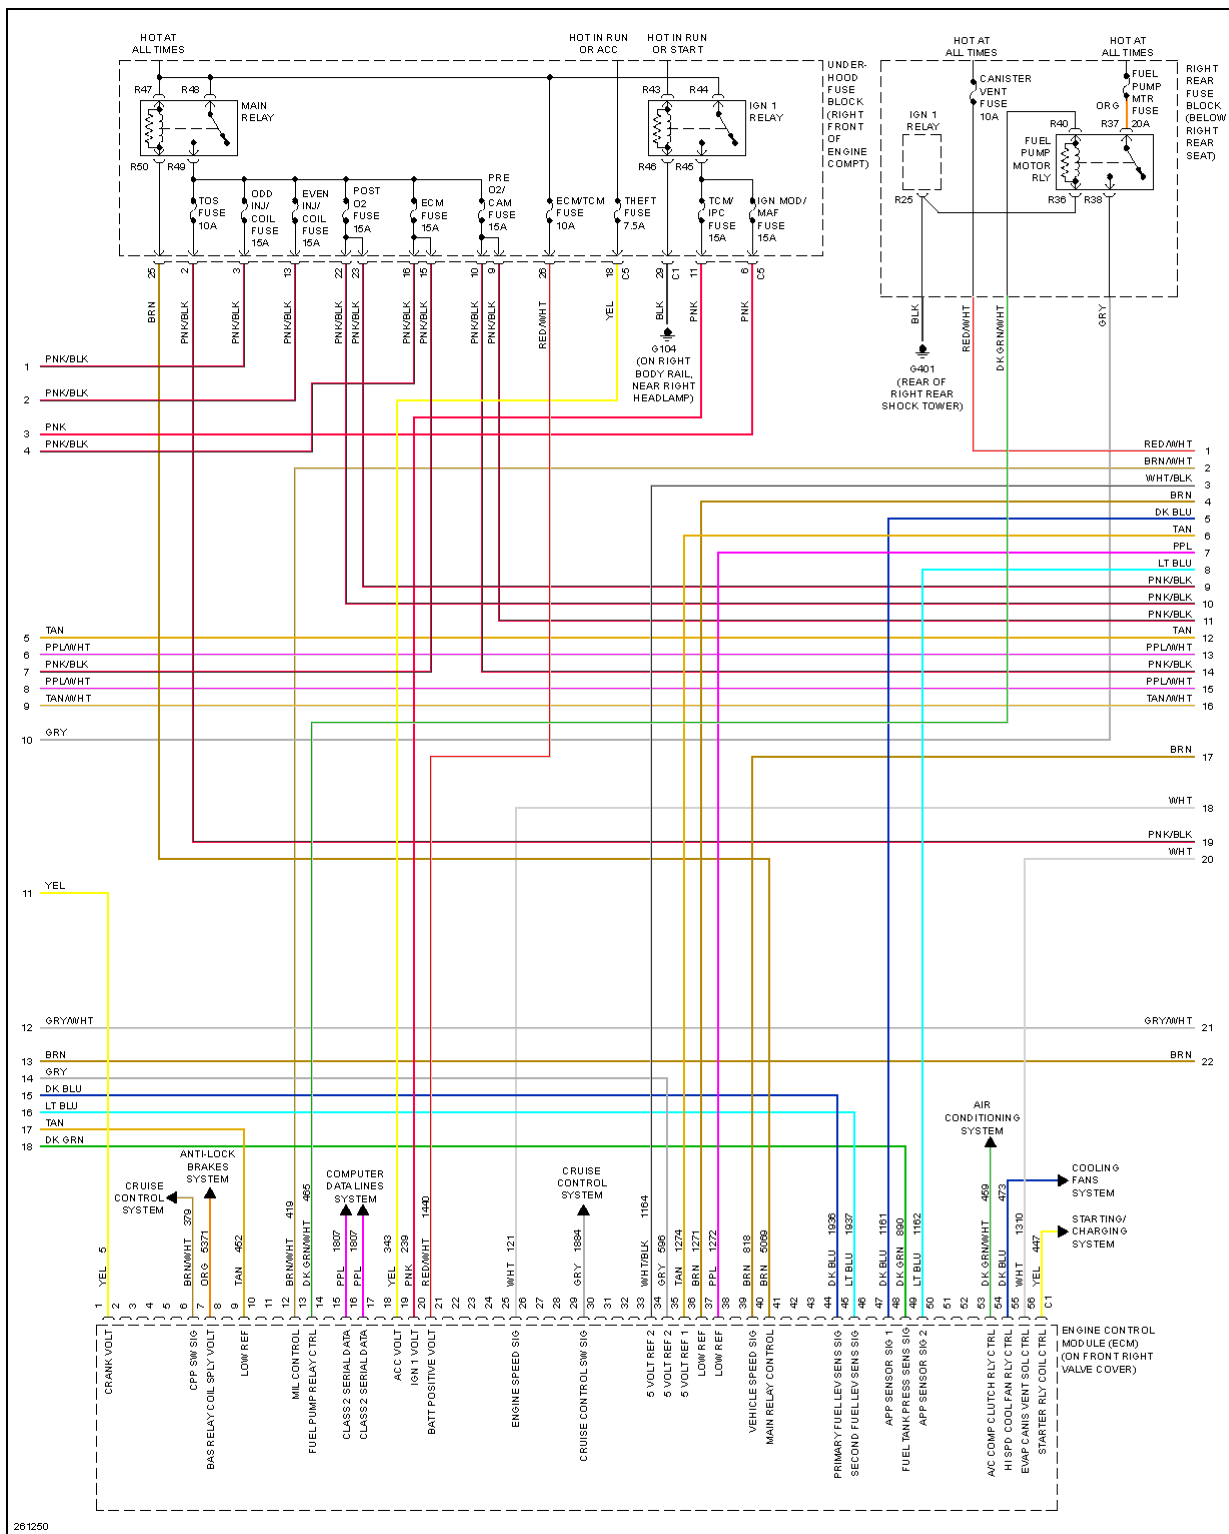 HOT AT
ALL TIMES
HOT IN RUN
OR ACC
HOT IN RUN
OR START
HOT AT
ALL TIMES
HOT AT
ALL TIMES
R47
R48
MAIN
RELAY
R50
R49
R43
R44
IGN 1
RELAY
R46
R45
UNDER-
HOOD
FUSE
BLOCK
(RIGHT
FRONT
OF
ENGINE
COMPT)
CANISTER
VENT
FUSE
10A
FUEL
PUMP
MTR
FUSE
20A
ORG
R40
R37
IGN 1
RELAY
FUEL
PUMP
MOTOR
RLY
R25
R36
R38
RIGHT
REAR
FUSE
BLOCK
(BELOW
RIGHT
REAR
SEAT)
TOS
FUSE
10A
ODD
INJ/
COIL
FUSE
15A
EVEN
INJ/
COIL
FUSE
15A
POST
O2
FUSE
15A
ECM
FUSE
15A
PRE
O2/
CAM
FUSE
15A
ECM/TCM
FUSE
10A
THEFT
FUSE
7.5A
TCM/
IPC
FUSE
15A
IGN MOD/
MAF
FUSE
15A
25
2
3
13
22
23
16
15
10
9
26
18
C5
29
C1
11
6
C5
BRN
PNK/BLK
PNK/BLK
PNK/BLK
PNK/BLK
PNK/BLK
PNK/BLK
PNK/BLK
PNK/BLK
PNK/BLK
RED/WHT
YEL
BLK
PNK
PNK
BLK
RED/WHT
DK GRN/WHT
GRY
G104
(ON RIGHT
BODY RAIL,
NEAR RIGHT
HEADLAMP)
G401
(REAR OF
RIGHT REAR
SHOCK TOWER)
1 PNK/BLK
2 PNK/BLK
3 PNK
4 PNK/BLK
RED/WHT 1
BRN/WHT 2
WHT/BLK 3
BRN 4
DK BLU 5
TAN 6
PPL 7
LT BLU 8
PNK/BLK 9
PNK/BLK 10
PNK/BLK 11
5 TAN
TAN 12
6 PPL/WHT
PPL/WHT 13
7 PNK/BLK
PNK/BLK 14
8 PPL/WHT
PPL/WHT 15
9 TAN/WHT
TAN/WHT 16
10 GRY
BRN 17
WHT 18
PNK/BLK 19
WHT 20
11 YEL
12 GRY/WHT
GRY/WHT 21
13 BRN
BRN 22
14 GRY
15 DK BLU
16 LT BLU
17 TAN
18 DK GRN
CRUISE
CONTROL
SYSTEM
ANTI-LOCK
BRAKES
SYSTEM
COMPUTER
DATA LINES
SYSTEM
CRUISE
CONTROL
SYSTEM
AIR
CONDITIONING
SYSTEM
COOLING
FANS
SYSTEM
STARTING/
CHARGING
SYSTEM
YEL 5
BRN/WHT 379
ORG 5371
TAN 452
BRN/WHT 419
DK GRN/WHT 465
PPL 1807
PPL 1807
YEL 343
PNK 239
RED/WHT 1440
WHT 121
GRY 1884
WHT/BLK 1164
GRY 596
TAN 1274
BRN 1271
PPL 1272
BRN 818
BRN 5069
DK BLU 1936
LT BLU 1937
DK BLU 1161
DK GRN 890
LT BLU 1162
DK GRN/WHT 459
DK BLU 473
WHT 1310
YEL 447
1
2
3
4
5
6
7
8
9
10
11
12
13
14
15
16
17
18
19
20
21
22
23
24
25
26
27
28
29
30
31
32
33
34
35
36
37
38
39
40
41
42
43
44
45
46
47
48
49
50
51
52
53
54
55
56
C1
CRANK VOLT
CPP SW SIG
BAS RELAY COIL SPLY VOLT
LOW REF
MIL CONTROL
FUEL PUMP RELAY CTRL
CLASS 2 SERIAL DATA
CLASS 2 SERIAL DATA
ACC VOLT
IGN 1 VOLT
BATT POSITIVE VOLT
ENGINE SPEED SIG
CRUISE CONTROL SW SIG
5 VOLT REF 2
5 VOLT REF 2
5 VOLT REF 1
LOW REF
LOW REF
VEHICLE SPEED SIG
MAIN RELAY CONTROL
PRIMARY FUEL LEV SENS SIG
SECOND FUEL LEV SENS SIG
APP SENSOR SIG 1
FUEL TANK PRESS SENS SIG
APP SENSOR SIG 2
A/C COMP CLUTCH RLY CTRL
HI SPD COOL FAN RLY CTRL
EVAP CANIS VENT SOL CTRL
STARTER RLY COIL CTRL
ENGINE CONTROL
MODULE (ECM)
(ON FRONT RIGHT
VALVE COVER)
261250